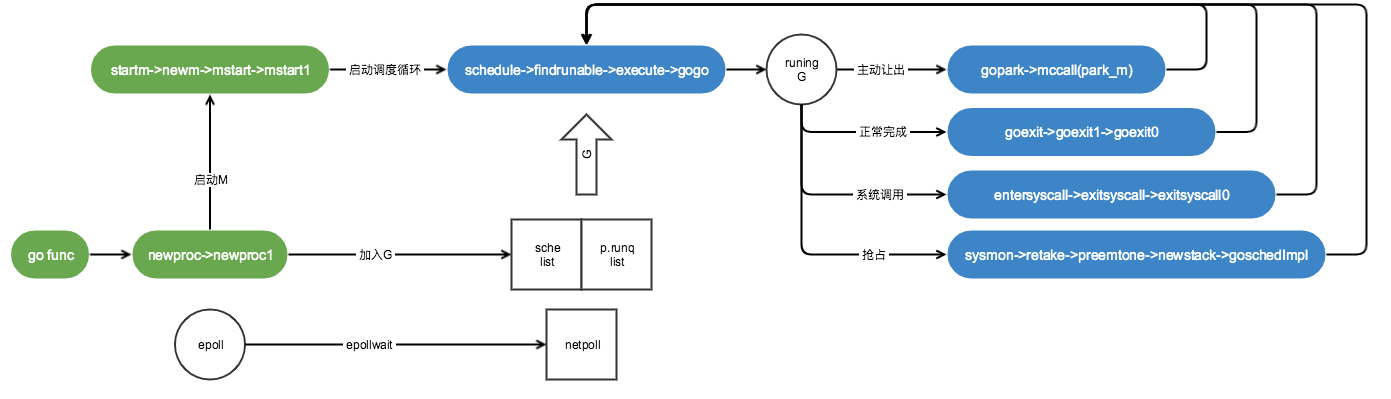 startm->newm->mstart->mstart1
启动调度循环
schedule->findrunable->execute->gogo
runing
G
主动让出
gopark->mccall(park_m)
正常完成
goexit->goexit1->goexit0
G
启动M
系统调用
entersyscall->exitsyscall->exitsyscall0
go func
newproc->newproc1
加入G
sche
list
p.runq
list
抢占
sysmon->retake->preemtone->newstack->goschedImpl
epoll
epollwait
netpoll